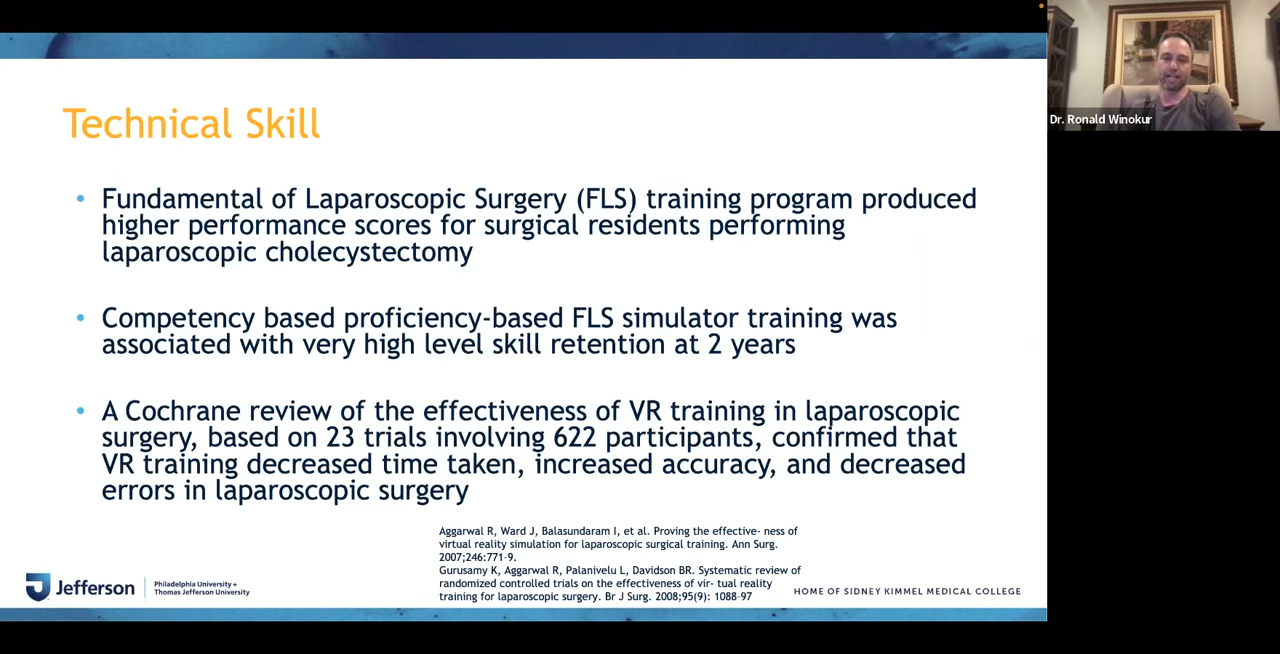 Technical Skill
• Fundamental of Laparoscopic Surgery (FLS) training program produced
higher performance scores for surgical residents performing
laparoscopic cholecystectomy
• Competency based proficiency-based FLS simulator training was
associated with very high level skill retention at 2 years
• A Cochrane review of the effectiveness of VR training in laparoscopic
surgery, based on 23 trials involving 622 participants, confirmed that
VR training decreased time taken, increased accuracy, and decreased
errors in laparoscopic surgery
Aggarwal R, Ward J, Balasundaram I, et al. Proving the effective- ness of
virtual reality simulation for laparoscopic surgical training. Ann Surg.
2007;246:771-9.
Gurusamy K, Aggarwal R, Palanivelu L, Davidson BR. Systematic review of
randomized controlled trials on the effectiveness of vir- tual reality
training for laparoscopic surgery. Br J Surg. 2008;95(9): 1088-97
Jefferson
Philadelphia University +
Thomas Jefferson University
HOME OF SIDNEY KIMMEL MEDICAL COLLEGE
Dr. Ronald Winokur